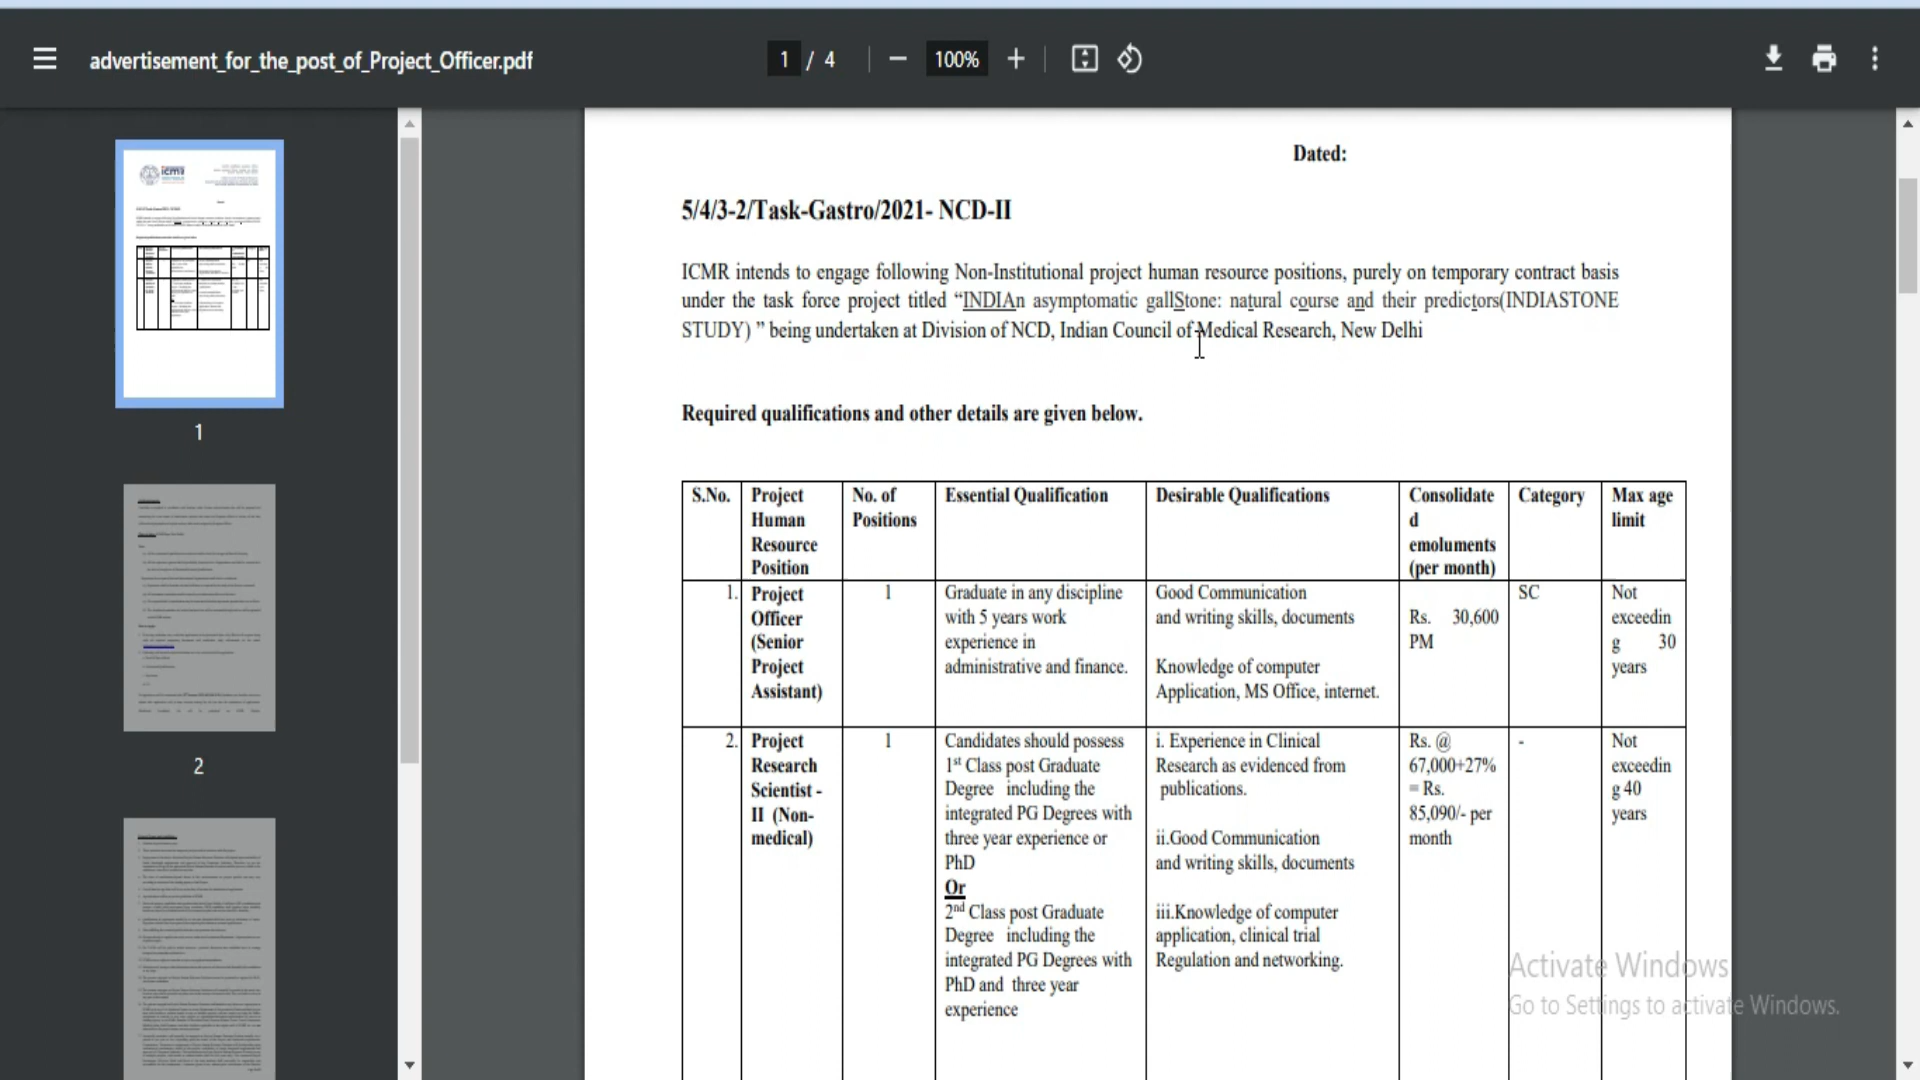 advertisement_for_the_post_of_Project_Officer.pdf
1 / 4
100%
1
2
Dated:
5/4/3-2/Task-Gastro/2021- NCD-II
ICMR intends to engage following Non-Institutional project human resource positions, purely on temporary contract basis
under the task force project titled “INDIAn asymptomatic gallStone: natural course and their predictors(INDIASTONE
STUDY) ” being undertaken at Division of NCD, Indian Council of Medical Research, New Delhi
Required qualifications and other details are given below.
S.No.
Project
Human
Resource
Position
No. of
Positions
Essential Qualification
Desirable Qualifications
Consolidate
d
emoluments
(per month)
Category
Max age
limit
1.
Project
Officer
(Senior
Project
Assistant)
1
Graduate in any discipline
with 5 years work
experience in
administrative and finance.
Good Communication
and writing skills, documents
Knowledge of computer
Application, MS Office, internet.
Rs. 30,600
PM
SC
Not
exceedin
g 30
years
2.
Project
Research
Scientist -
II (Non-
medical)
1
Candidates should possess
1st Class post Graduate
Degree including the
integrated PG Degrees with
three year experience or
PhD
Or
2nd Class post Graduate
Degree including the
integrated PG Degrees with
PhD and three year
experience
i. Experience in Clinical
Research as evidenced from
publications.
ii.Good Communication
and writing skills, documents
iii.Knowledge of computer
application, clinical trial
Regulation and networking.
Rs. @
67,000+27%
= Rs.
85,090/- per
month
-
Not
exceedin
g 40
years
Activate Windows
Go to Settings to activate Windows.